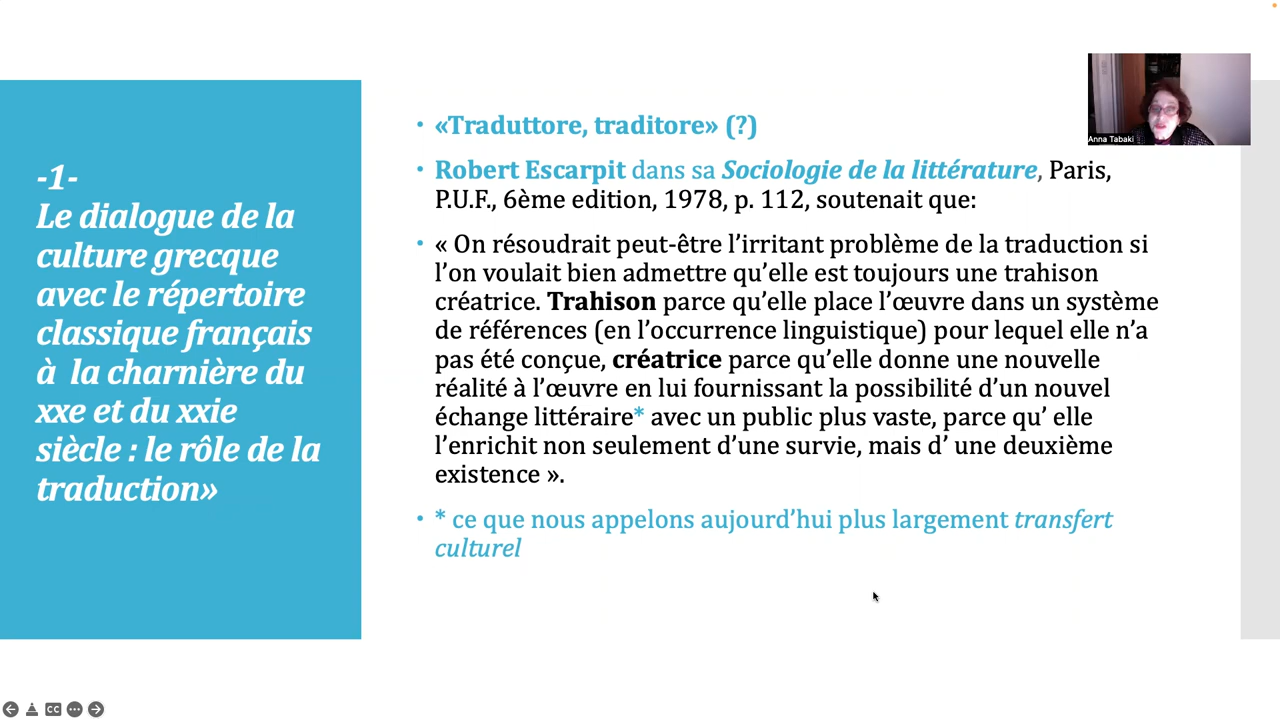 -1-
Le dialogue de la
culture grecque
avec le répertoire
classique français
à  la charnière du
xxe et du xxie
siècle : le rôle de la
traduction»
• «Traduttore, traditore» (?)
• Robert Escarpit dans sa Sociologie de la littérature, Paris,
P.U.F., 6ème edition, 1978, p. 112, soutenait que:
• « On résoudrait peut-être l’irritant problème de la traduction si
l’on voulait bien admettre qu’elle est toujours une trahison
créatrice. Trahison parce qu’elle place l’œuvre dans un système
de références (en l’occurrence linguistique) pour lequel elle n’a
pas été conçue, créatrice parce qu’elle donne une nouvelle
réalité à l’œuvre en lui fournissant la possibilité d’un nouvel
échange littéraire* avec un public plus vaste, parce qu’ elle
l’enrichit non seulement d’une survie, mais d’ une deuxième
existence ».
• * ce que nous appelons aujourd’hui plus largement transfert
culturel
Anna Tabaki
CC